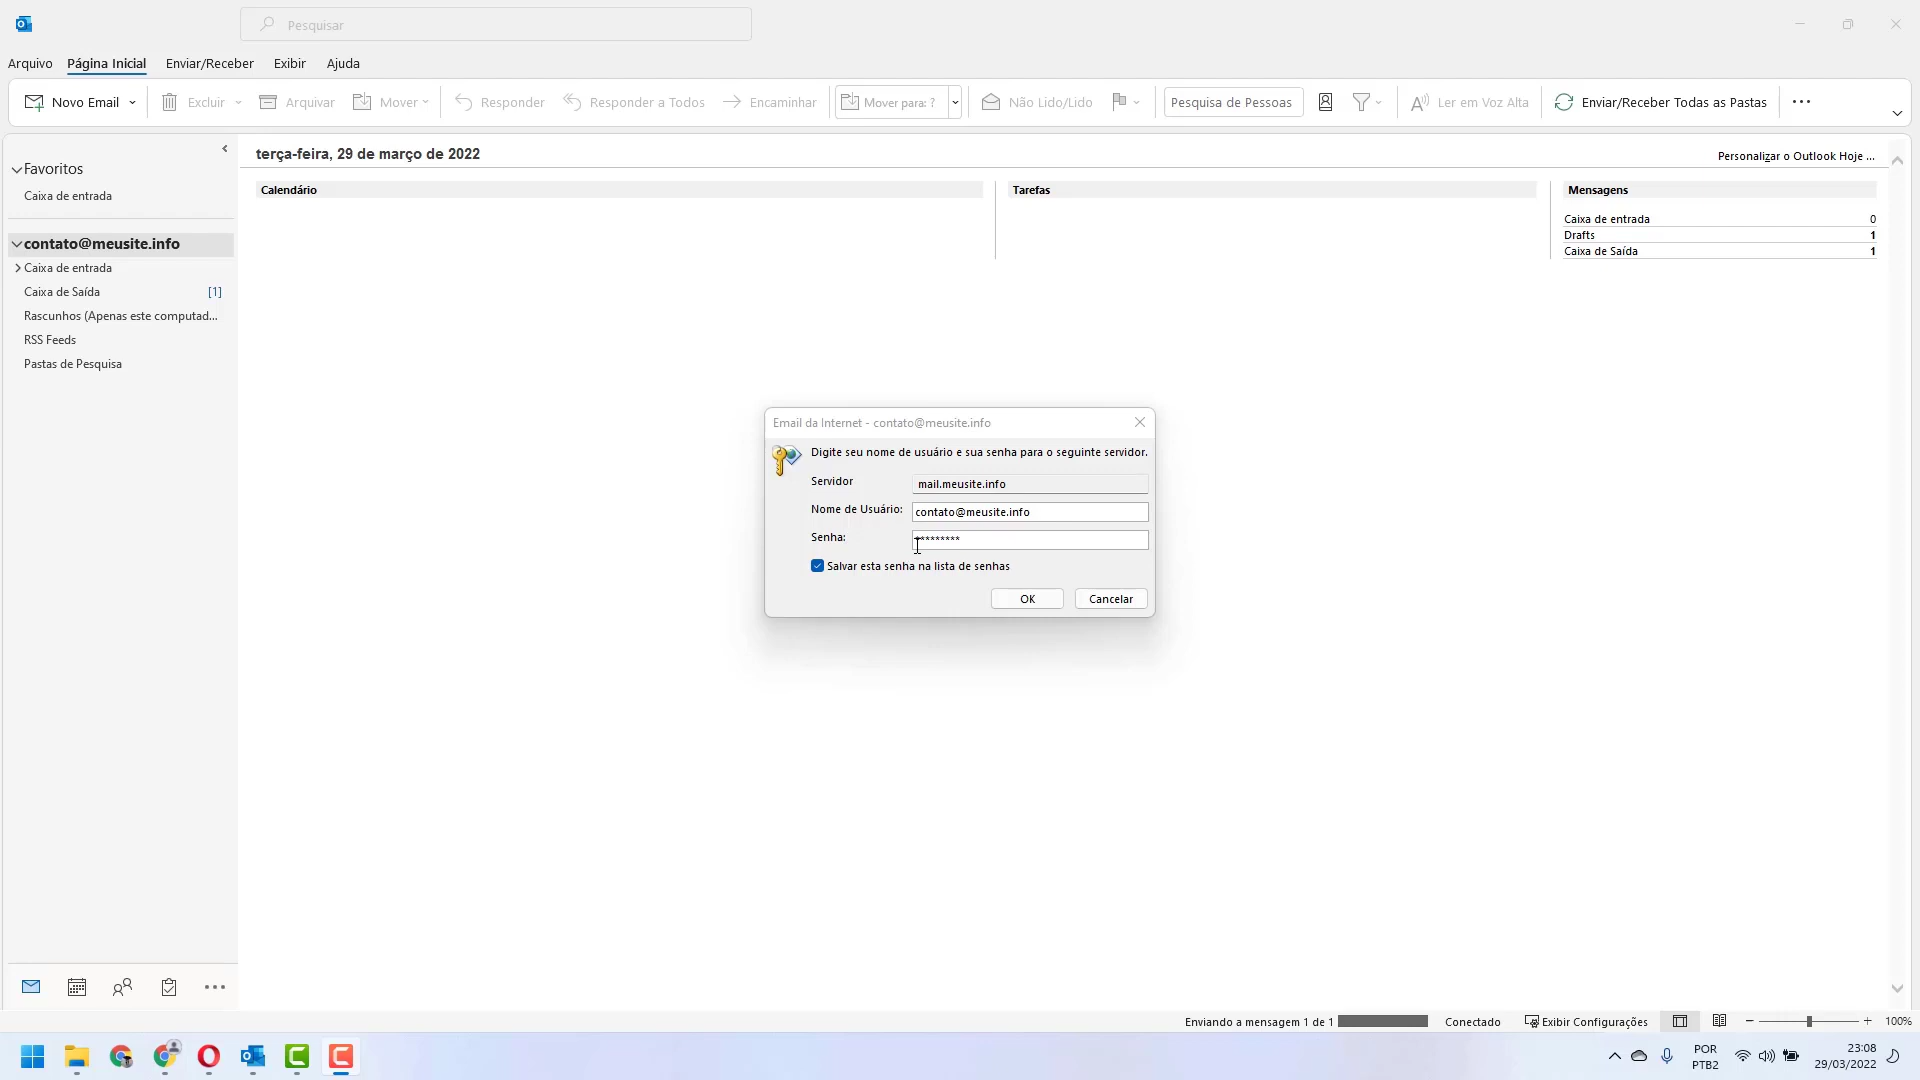 Pesquisar
Arquivo Página Inicial Enviar/Receber Exibir Ajuda
Novo Email Excluir Arquivar Mover Responder Responder a Todos Encaminhar Mover para: ? Não Lido/Lido Pesquisa de Pessoas Ler em Voz Alta Enviar/Receber Todas as Pastas
Favoritos
Caixa de entrada
contato@meusite.info
Caixa de entrada
Caixa de Saída [1]
Rascunhos (Apenas este computad...
RSS Feeds
Pastas de Pesquisa
terça-feira, 29 de março de 2022
Personalizar o Outlook Hoje ...
Calendário
Tarefas
Mensagens
Caixa de entrada 0
Drafts 1
Caixa de Saída 1
Email da Internet - contato@meusite.info
Digite seu nome de usuário e sua senha para o seguinte servidor.
Servidor mail.meusite.info
Nome de Usuário: contato@meusite.info
Senha: *********
Salvar esta senha na lista de senhas
OK Cancelar
Enviando a mensagem 1 de 1 Conectado Exibir Configurações 100%
POR
PTB2
23:08
29/03/2022